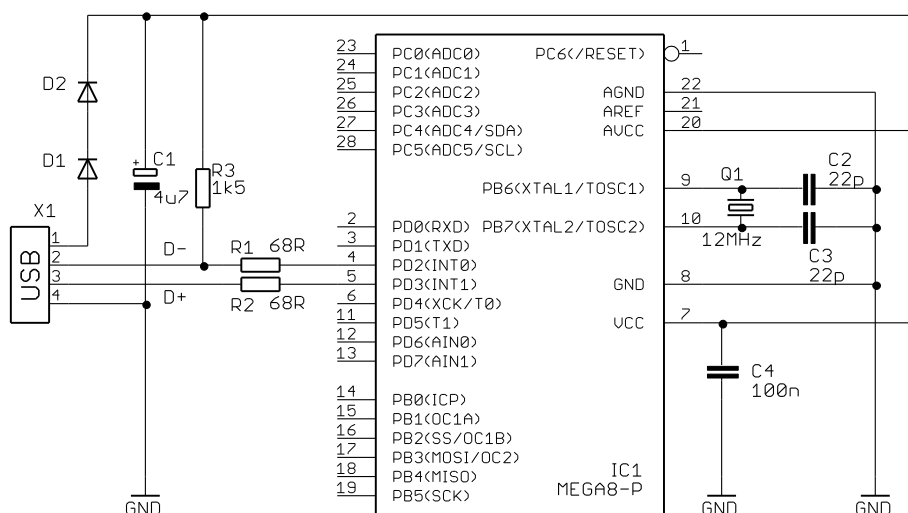 D2
D1
+
C1
4u7
R3
1k5
X1
USB
1
2
3
4
D-
D+
R1 68R
R2 68R
GND
23 PC0(ADC0)
24 PC1(ADC1)
25 PC2(ADC2)
26 PC3(ADC3)
27 PC4(ADC4/SDA)
28 PC5(ADC5/SCL)
2 PD0(RXD)
3 PD1(TXD)
4 PD2(INT0)
5 PD3(INT1)
6 PD4(XCK/T0)
11 PD5(T1)
12 PD6(AIN0)
13 PD7(AIN1)
14 PB0(ICP)
15 PB1(OC1A)
16 PB2(SS/OC1B)
17 PB3(MOSI/OC2)
18 PB4(MISO)
19 PB5(SCK)
PC6(/RESET) 1
AGND 22
AREF 21
AVCC 20
PB6(XTAL1/TOSC1) 9
PB7(XTAL2/TOSC2) 10
GND 8
VCC 7
IC1
MEGA8-P
Q1
12MHz
C2
22p
C3
22p
C4
100n
GND
GND